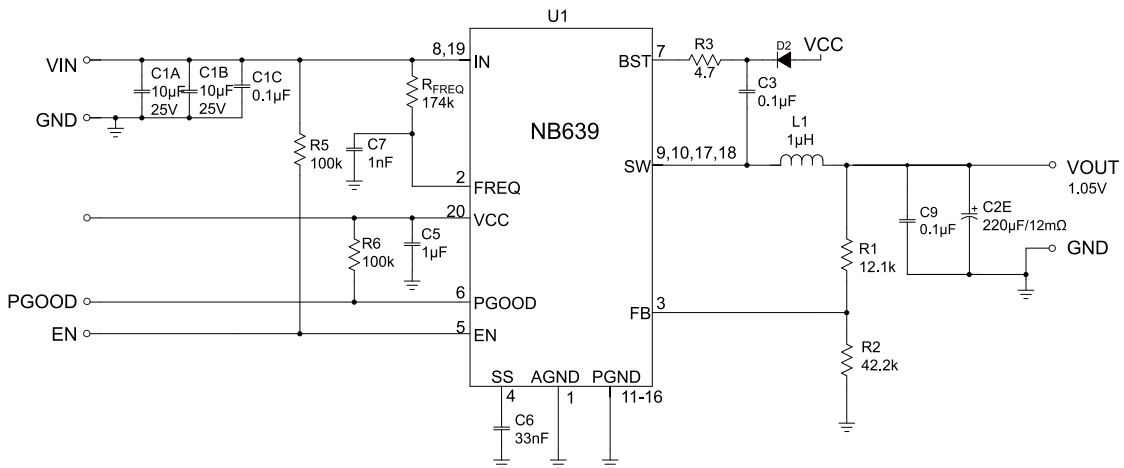 U1
VIN
GND
C1A
10µF
25V
C1B
10µF
25V
C1C
0.1µF
R5
100k
RFREQ
174k
C7
1nF
8,19
IN
2
FREQ
20
VCC
R6
100k
C5
1µF
PGOOD
6
PGOOD
EN
5
EN
NB639
BST
7
R3
4.7
D2
VCC
C3
0.1µF
9,10,17,18
SW
L1
1µH
VOUT
1.05V
C9
0.1µF
C2E
+
220µF/12mΩ
GND
R1
12.1k
FB
3
R2
42.2k
SS
4
AGND
1
PGND
11-16
C6
33nF